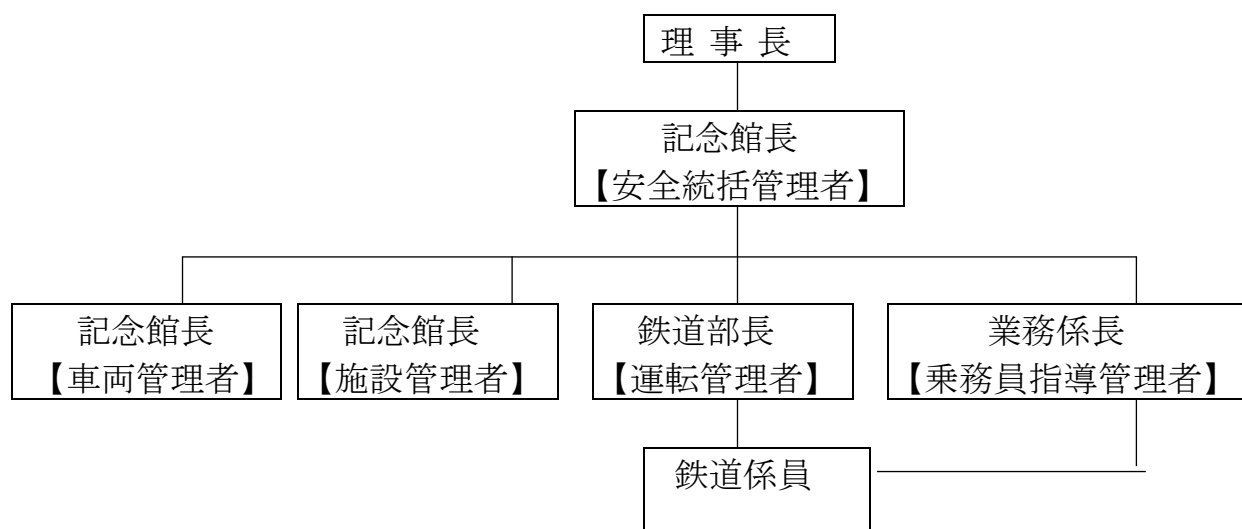 理 事 長
記念館長
【安全統括管理者】
記念館長
【車両管理者】
記念館長
【施設管理者】
鉄道部長
【運転管理者】
業務係長
【乗務員指導管理者】
鉄道係員